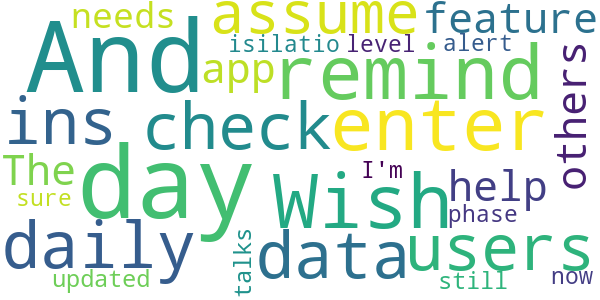 needs
assume
feature
And
isilatio
level
alert
app
remind
others
ins
check
enter
The
day
sure
Wish
I'm
help
phase
daily
data
users
talks
updated
still
now